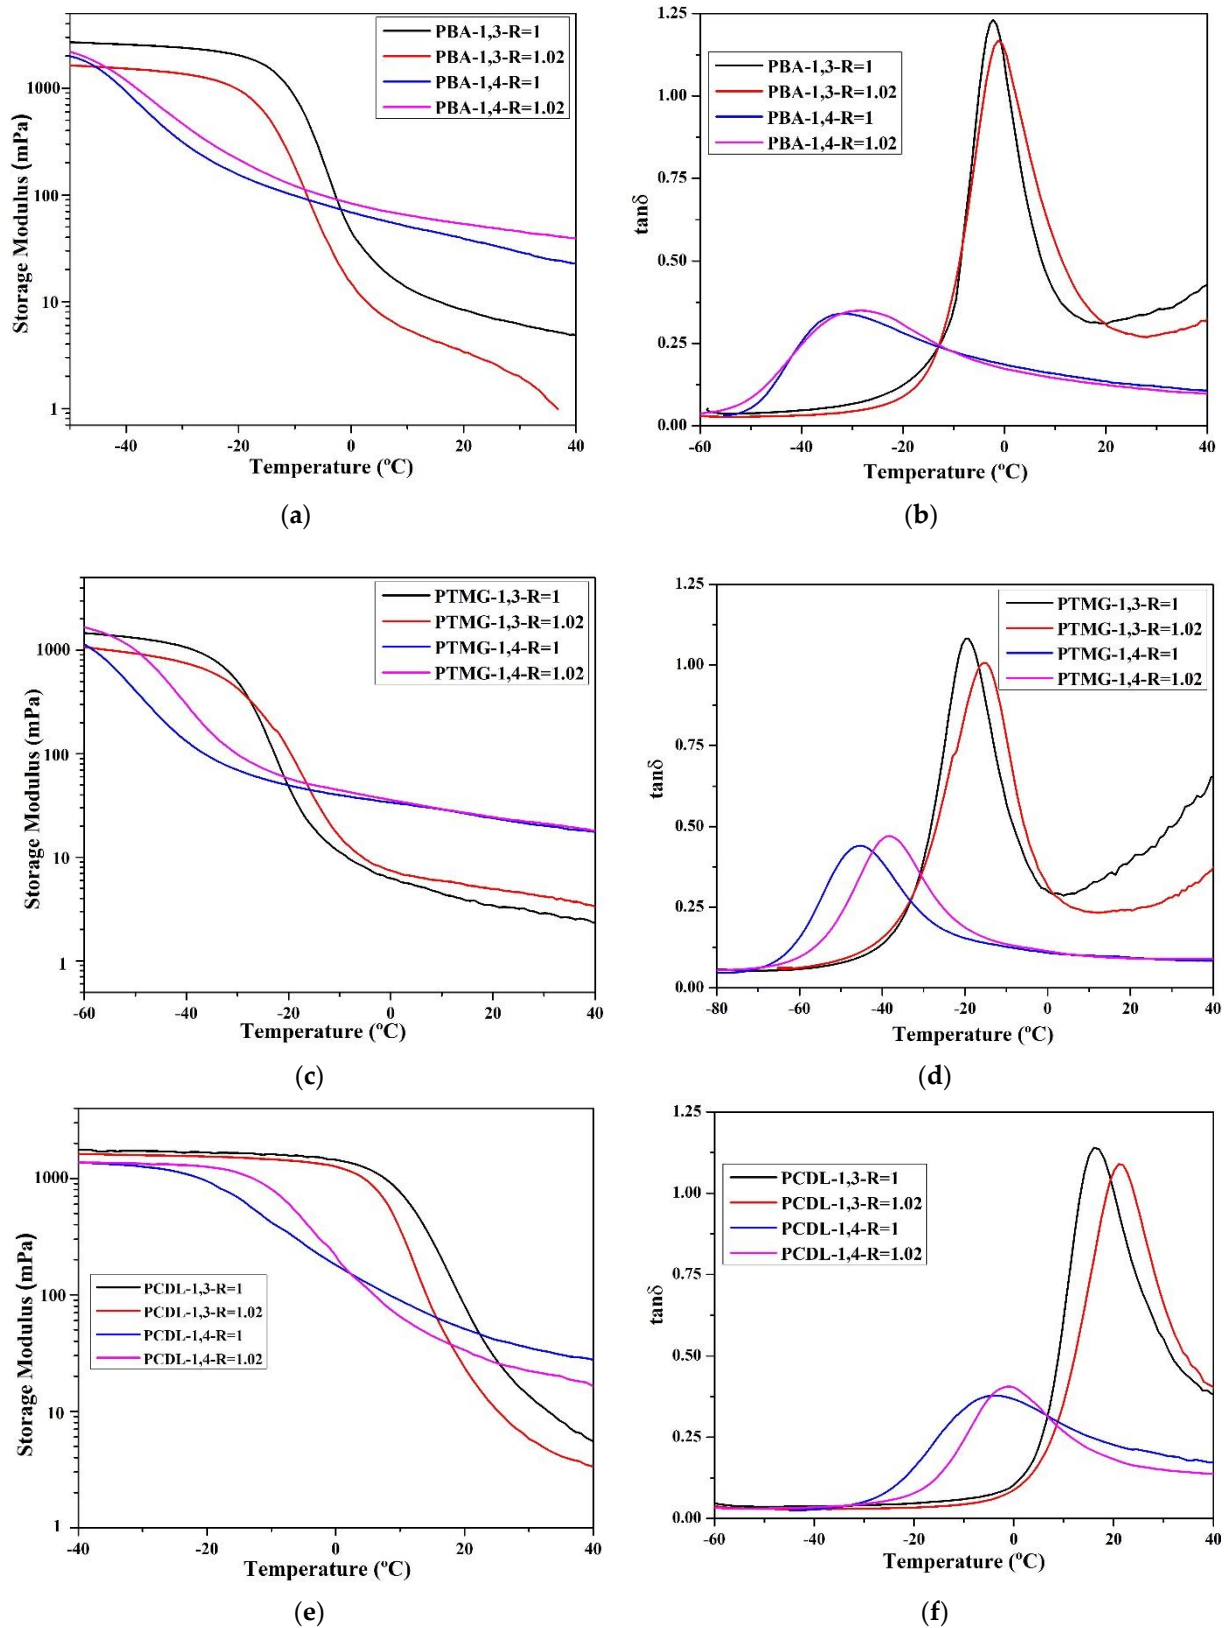 PBA-1,3-R=1
PBA-1,3-R=1.02
PBA-1,4-R=1
PBA-1,4-R=1.02
1000
100
10
1
-40
-20
0
20
40
Storage Modulus (mPa)
Temperature (ºC)
(a)
PBA-1,3-R=1
PBA-1,3-R=1.02
PBA-1,4-R=1
PBA-1,4-R=1.02
1.25
1.00
0.75
0.50
0.25
0.00
-60
-40
-20
0
20
40
tanδ
Temperature (ºC)
(b)
PTMG-1,3-R=1
PTMG-1,3-R=1.02
PTMG-1,4-R=1
PTMG-1,4-R=1.02
1000
100
10
1
-60
-40
-20
0
20
40
Storage Modulus (mPa)
Temperature (ºC)
(c)
PTMG-1,3-R=1
PTMG-1,3-R=1.02
PTMG-1,4-R=1
PTMG-1,4-R=1.02
1.25
1.00
0.75
0.50
0.25
0.00
-80
-60
-40
-20
0
20
40
tanδ
Temperature (ºC)
(d)
PCDL-1,3-R=1
PCDL-1,3-R=1.02
PCDL-1,4-R=1
PCDL-1,4-R=1.02
1000
100
10
1
-40
-20
0
20
40
Storage Modulus (mPa)
Temperature (ºC)
(e)
PCDL-1,3-R=1
PCDL-1,3-R=1.02
PCDL-1,4-R=1
PCDL-1,4-R=1.02
1.25
1.00
0.75
0.50
0.25
0.00
-60
-40
-20
0
20
40
tanδ
Temperature (ºC)
(f)